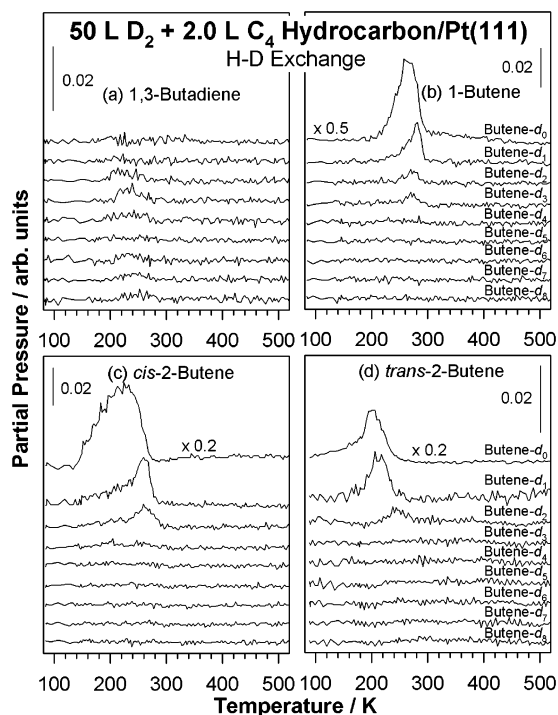 50 L D₂ + 2.0 L C₄ Hydrocarbon/Pt(111)
H-D Exchange
0.02
(a) 1,3-Butadiene
0.02
(b) 1-Butene
x 0.5
Butene-d₀
Butene-d₁
Butene-d₂
Butene-d₃
Butene-d₄
Butene-d₅
Butene-d₆
Butene-d₇
Butene-d₈
100 200 300 400 500
100 200 300 400 500
(c) cis-2-Butene
0.02
x 0.2
(d) trans-2-Butene
0.02
x 0.2
Butene-d₀
Butene-d₁
Butene-d₂
Butene-d₃
Butene-d₄
Butene-d₅
Butene-d₆
Butene-d₇
Butene-d₈
100 200 300 400 500
100 200 300 400 500
Temperature / K
Partial Pressure / arb. units